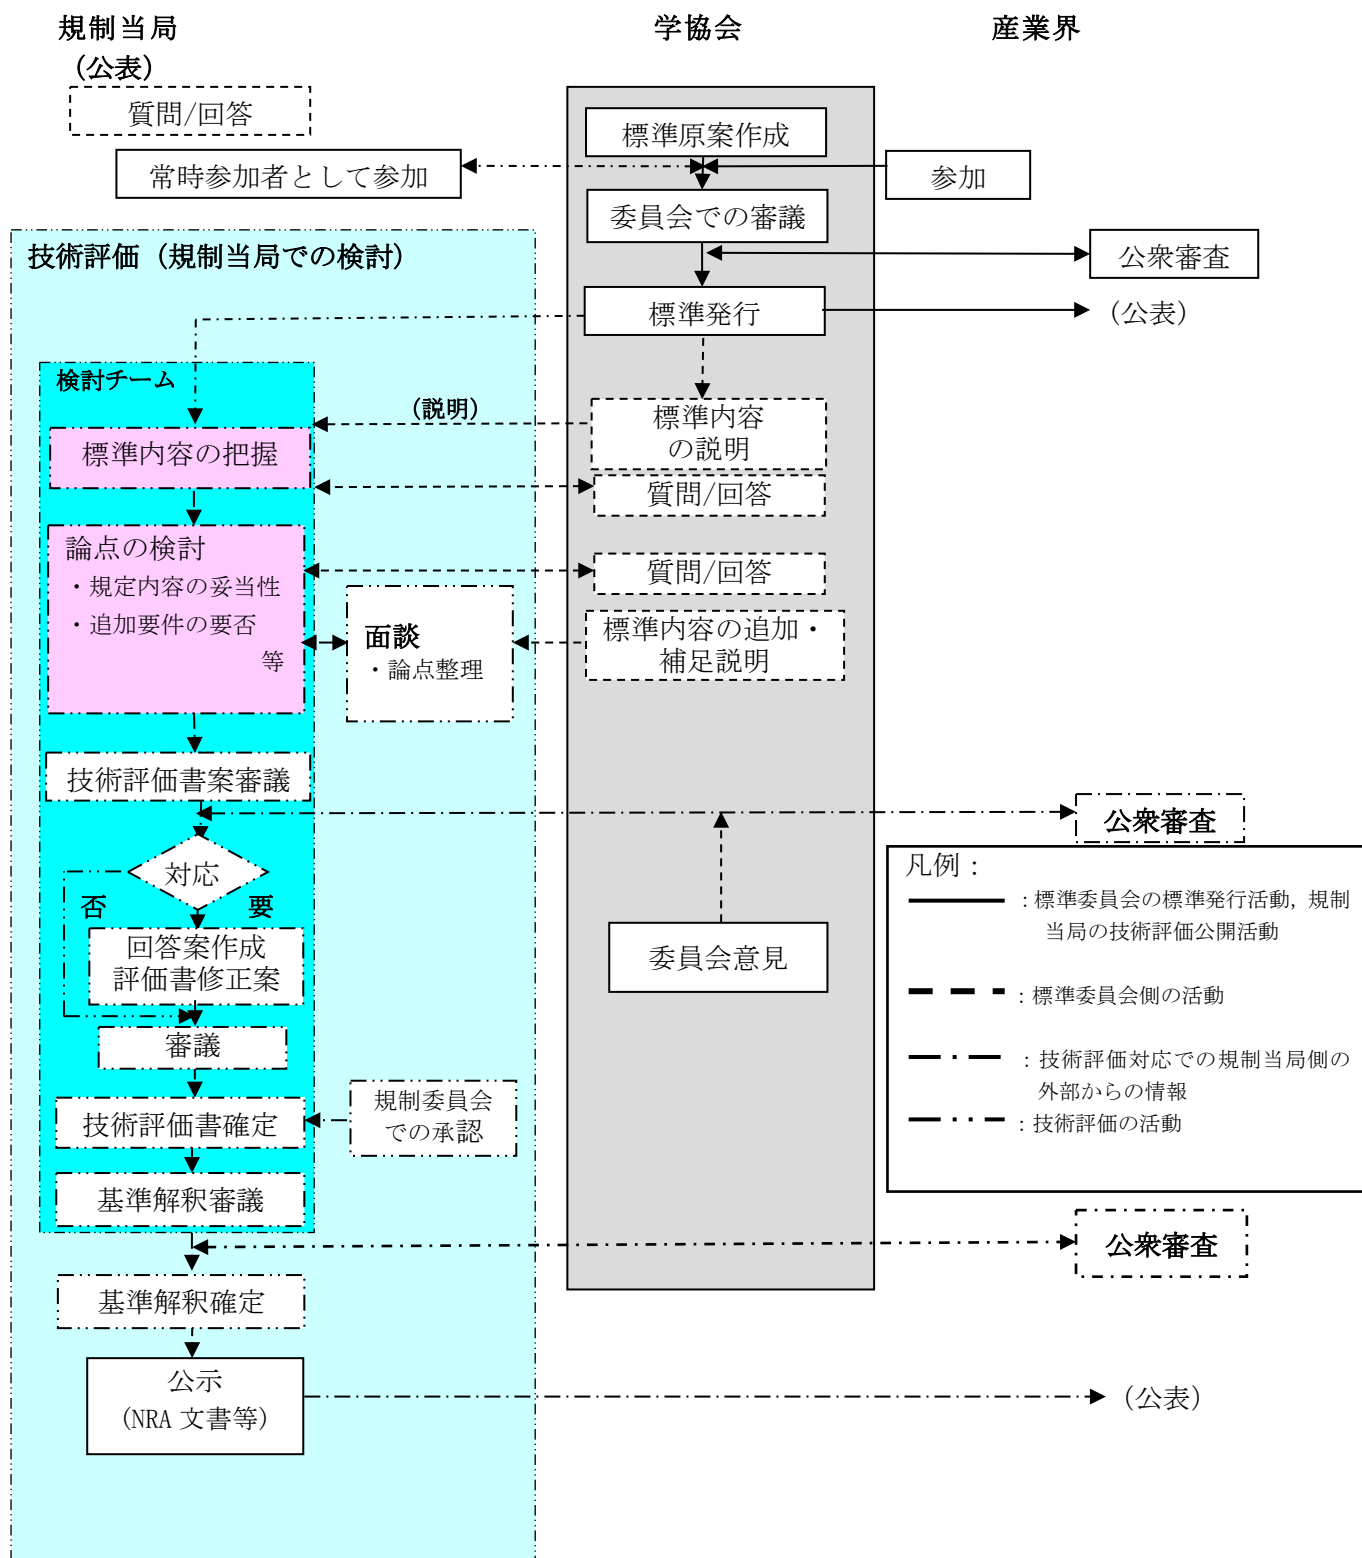 規制当局
学協会
産業界
（公表）
質問/回答
標準原案作成
常時参加者として参加
参加
委員会での審議
技術評価（規制当局での検討）
公衆審査
標準発行
（公表）
検討チーム
（説明）
標準内容
の説明
標準内容の把握
質問/回答
論点の検討
・規定内容の妥当性
・追加要件の要否
等
質問/回答
面談
・論点整理
標準内容の追加・
補足説明
技術評価書案審議
公衆審査
対応
否
要
回答案作成
評価書修正案
委員会意見
審議
技術評価書確定
規制委員会
での承認
基準解釈審議
凡例：
：標準委員会の標準発行活動，規制
当局の技術評価公開活動
：標準委員会側の活動
：技術評価対応での規制当局側の
外部からの情報
：技術評価の活動
公衆審査
基準解釈確定
公示
（NRA 文書等）
（公表）